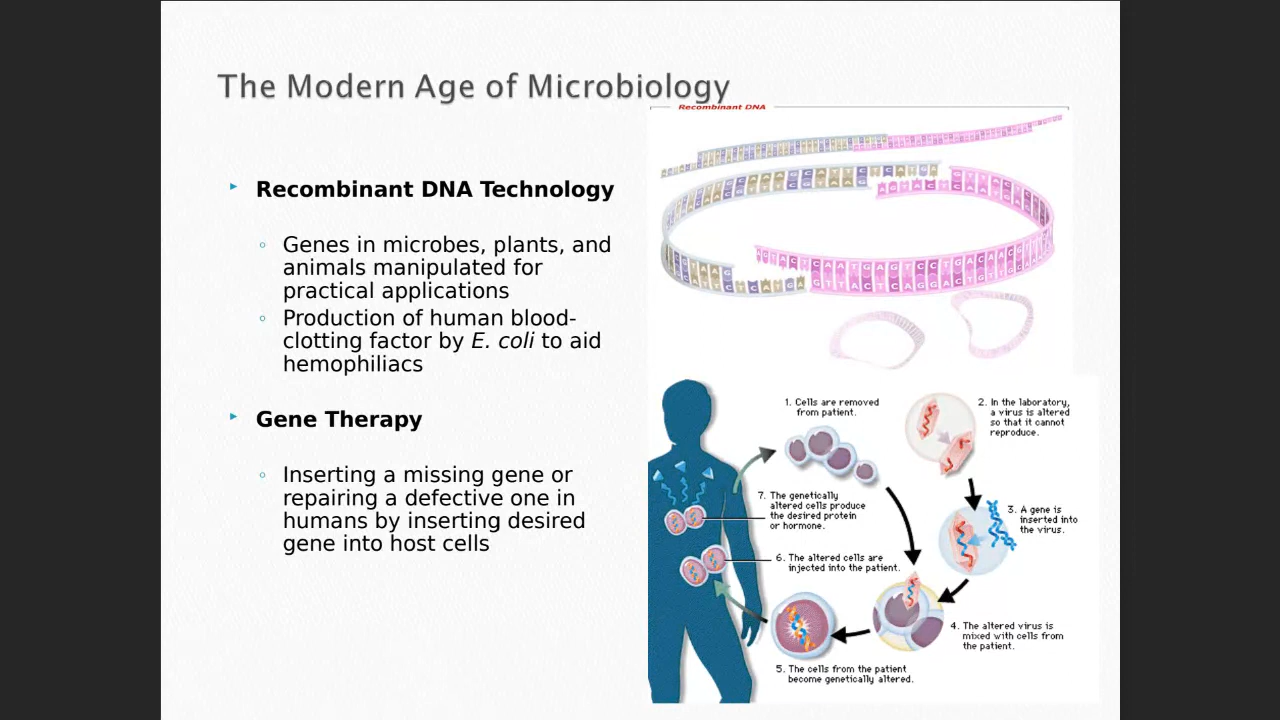 The Modern Age of Microbiology
Recombinant DNA
Recombinant DNA Technology
Genes in microbes, plants, and
animals manipulated for
practical applications
Production of human blood-
clotting factor by E. coli to aid
hemophiliacs
Gene Therapy
Inserting a missing gene or
repairing a defective one in
humans by inserting desired
gene into host cells
1. Cells are removed
from patient.
2. In the laboratory,
a virus is altered
so that it cannot
reproduce.
3. A gene is
inserted into
the virus.
4. The altered virus is
mixed with cells from
the patient.
5. The cells from the patient
become genetically altered.
6. The altered cells are
injected into the patient.
7. The genetically
altered cells produce
the desired protein
or hormone.